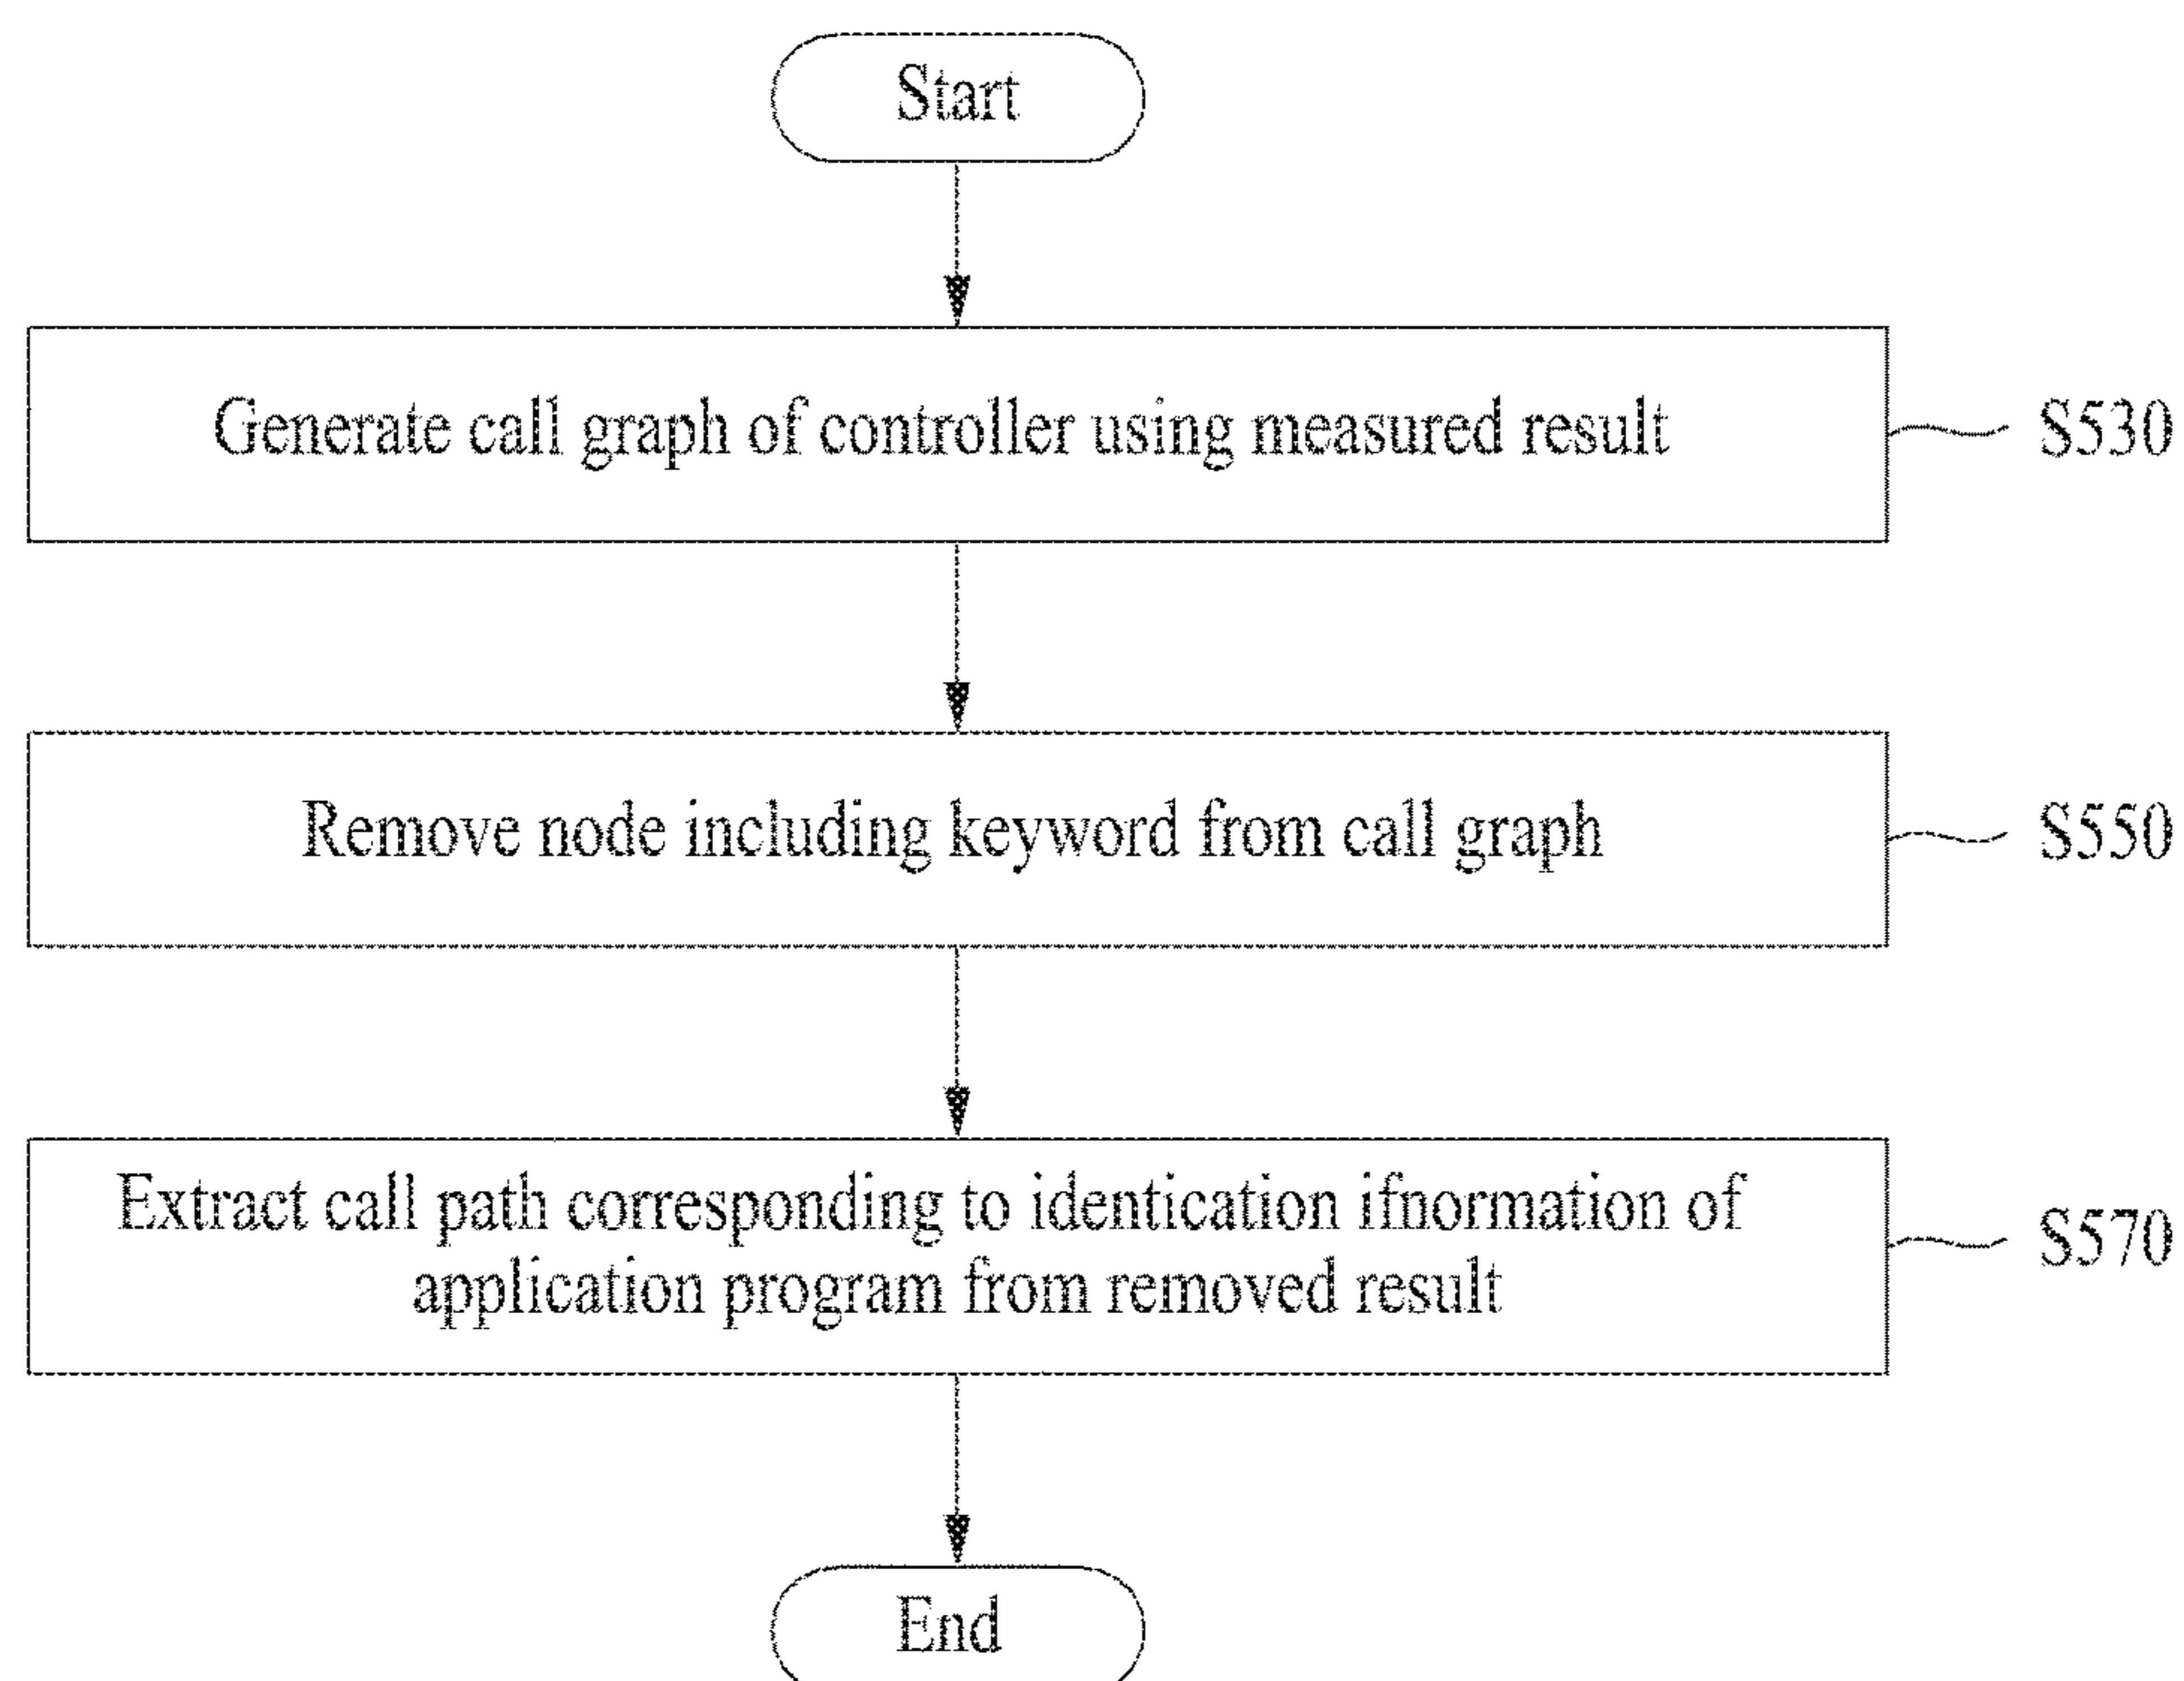 Start
Generate call graph of controller using measured result
S530
Remove node including keyword from call graph
S550
Extract call path corresponding to identication ifnormation of
application program from removed result
S570
End